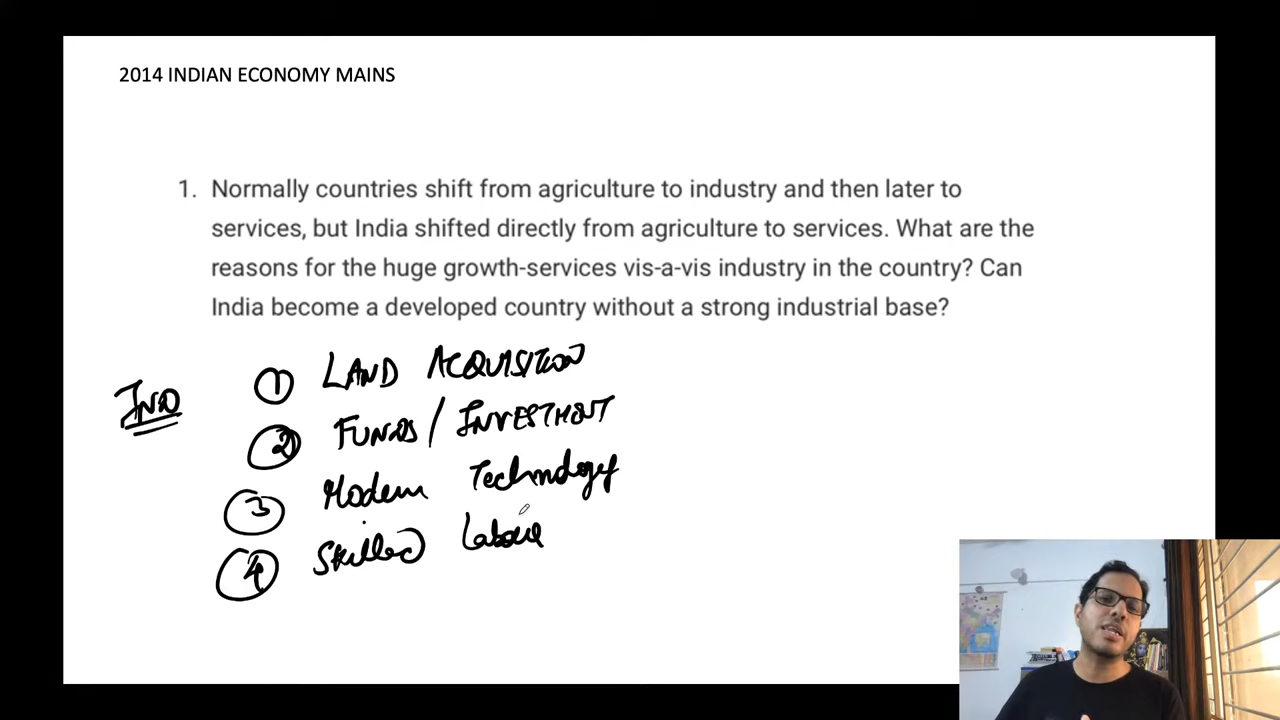 2014 INDIAN ECONOMY MAINS
1. Normally countries shift from agriculture to industry and then later to
services, but India shifted directly from agriculture to services. What are the
reasons for the huge growth-services vis-a-vis industry in the country? Can
India become a developed country without a strong industrial base?
IND
1 LAND ACQUISITION
2 FUNDS / INVESTMENT
3 Modern Technology
4 Skilled Labour